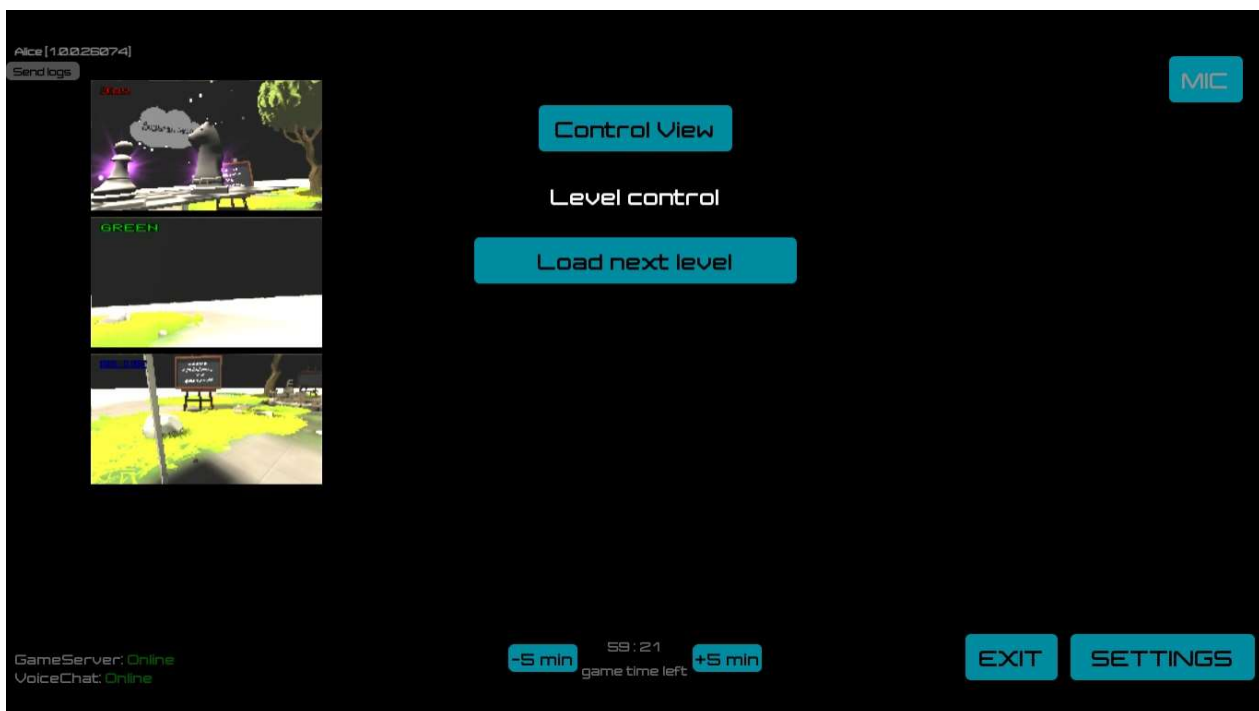 Alice [1.0.0.26074]
Send logs
MIC
Control View
Level control
GREEN
Load next level
59:21
-5 min
+5 min
game time left
GameServer: Online
VoiceChat: Online
EXIT
SETTINGS